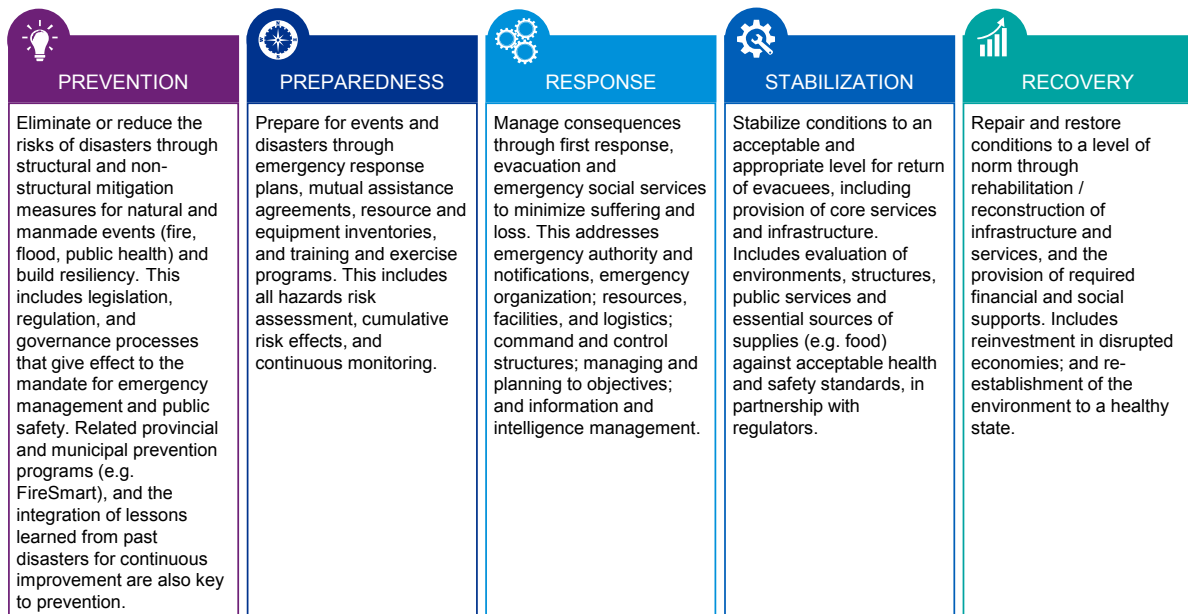 PREVENTION
Eliminate or reduce the
risks of disasters through
structural and non-
structural mitigation
measures for natural and
manmade events (fire,
flood, public health) and
build resiliency. This
includes legislation,
regulation, and
governance processes
that give effect to the
mandate for emergency
management and public
safety. Related provincial
and municipal prevention
programs (e.g.
FireSmart), and the
integration of lessons
learned from past
disasters for continuous
improvement are also key
to prevention.
PREPAREDNESS
Prepare for events and
disasters through
emergency response
plans, mutual assistance
agreements, resource and
equipment inventories,
and training and exercise
programs. This includes
all hazards risk
assessment, cumulative
risk effects, and
continuous monitoring.
RESPONSE
Manage consequences
through first response,
evacuation and
emergency social services
to minimize suffering and
loss. This addresses
emergency authority and
notifications, emergency
organization; resources,
facilities, and logistics;
command and control
structures; managing and
planning to objectives;
and information and
intelligence management.
STABILIZATION
Stabilize conditions to an
acceptable and
appropriate level for return
of evacuees, including
provision of core services
and infrastructure.
Includes evaluation of
environments, structures,
public services and
essential sources of
supplies (e.g. food)
against acceptable health
and safety standards, in
partnership with
regulators.
RECOVERY
Repair and restore
conditions to a level of
norm through
rehabilitation /
reconstruction of
infrastructure and
services, and the
provision of required
financial and social
supports. Includes
reinvestment in disrupted
economies; and re-
establishment of the
environment to a healthy
state.